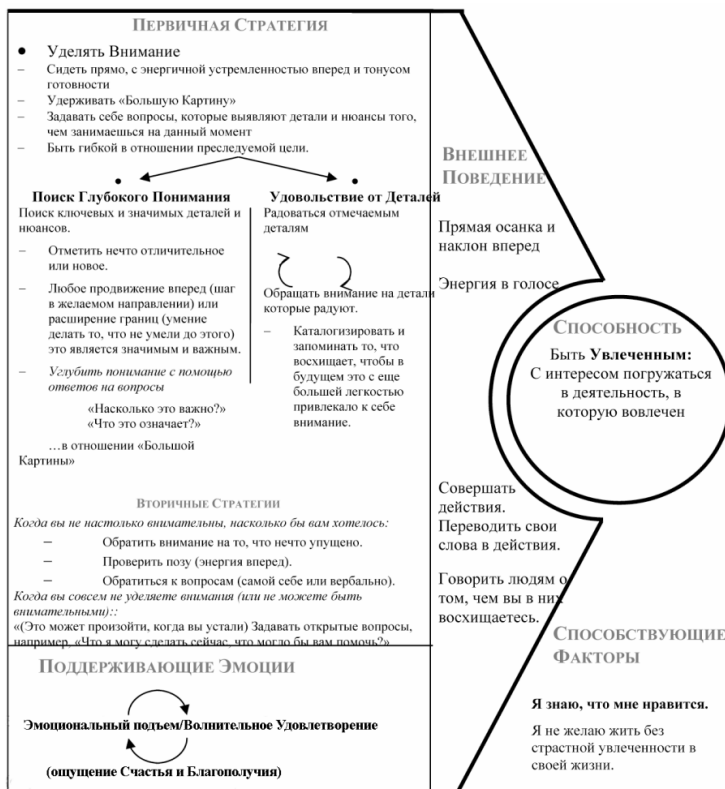 ПЕРВИЧНАЯ СТРАТЕГИЯ
• Уделять Внимание
– Сидеть прямо, с энергичной устремленностью вперед и тонусом
готовности
– Удерживать «Большую Картину»
– Задавать себе вопросы, которые выявляют детали и нюансы того,
чем занимаешься на данный момент
– Быть гибкой в отношении преследуемой цели.
•
Поиск Глубокого Понимания
Поиск ключевых и значимых деталей и
нюансов.
– Отметить нечто отличительное
или новое.
– Любое продвижение вперед (шаг
в желаемом направлении) или
расширение границ (умение
делать то, что не умели до этого)
это является значимым и важным.
– Углубить понимание с помощью
ответов на вопросы
«Насколько это важно?»
«Что это означает?»
…в отношении «Большой
Картины»
•
Удовольствие от Деталей
Радоваться отмечаемым
деталям
Обращать внимание на детали
которые радуют.
– Каталогизировать и
запоминать то, что
восхищает, чтобы в
будущем это с еще
большей легкостью
привлекало к себе
внимание.
ВТОРИЧНЫЕ СТРАТЕГИИ
Когда вы не настолько внимательны, насколько бы вам хотелось:
– Обратить внимание на то, что нечто упущено.
– Проверить позу (энергия вперед).
– Обратиться к вопросам (самой себе или вербально).
Когда вы совсем не уделяете внимания (или не можете быть
внимательными)::
«(Это может произойти, когда вы устали) Задавать открытые вопросы,
например, «Что я могу сделать сейчас, что могло бы вам помочь?»
ПОДДЕРЖИВАЮЩИЕ ЭМОЦИИ
Эмоциональный подъем/Волнительное Удовлетворение
(ощущение Счастья и Благополучия)
ВНЕШНЕЕ
ПОВЕДЕНИЕ
Прямая осанка и
наклон вперед
Энергия в голосе
Совершать
действия.
Переводить свои
слова в действия.
Говорить людям о
том, чем вы в них
восхищаетесь.
СПОСОБНОСТЬ
Быть Увлеченным:
С интересом погружаться
в деятельность, в
которую вовлечен
СПОСОБСТВУЮЩИЕ
ФАКТОРЫ
Я знаю, что мне нравится.
Я не желаю жить без
страстной увлеченности в
своей жизни.